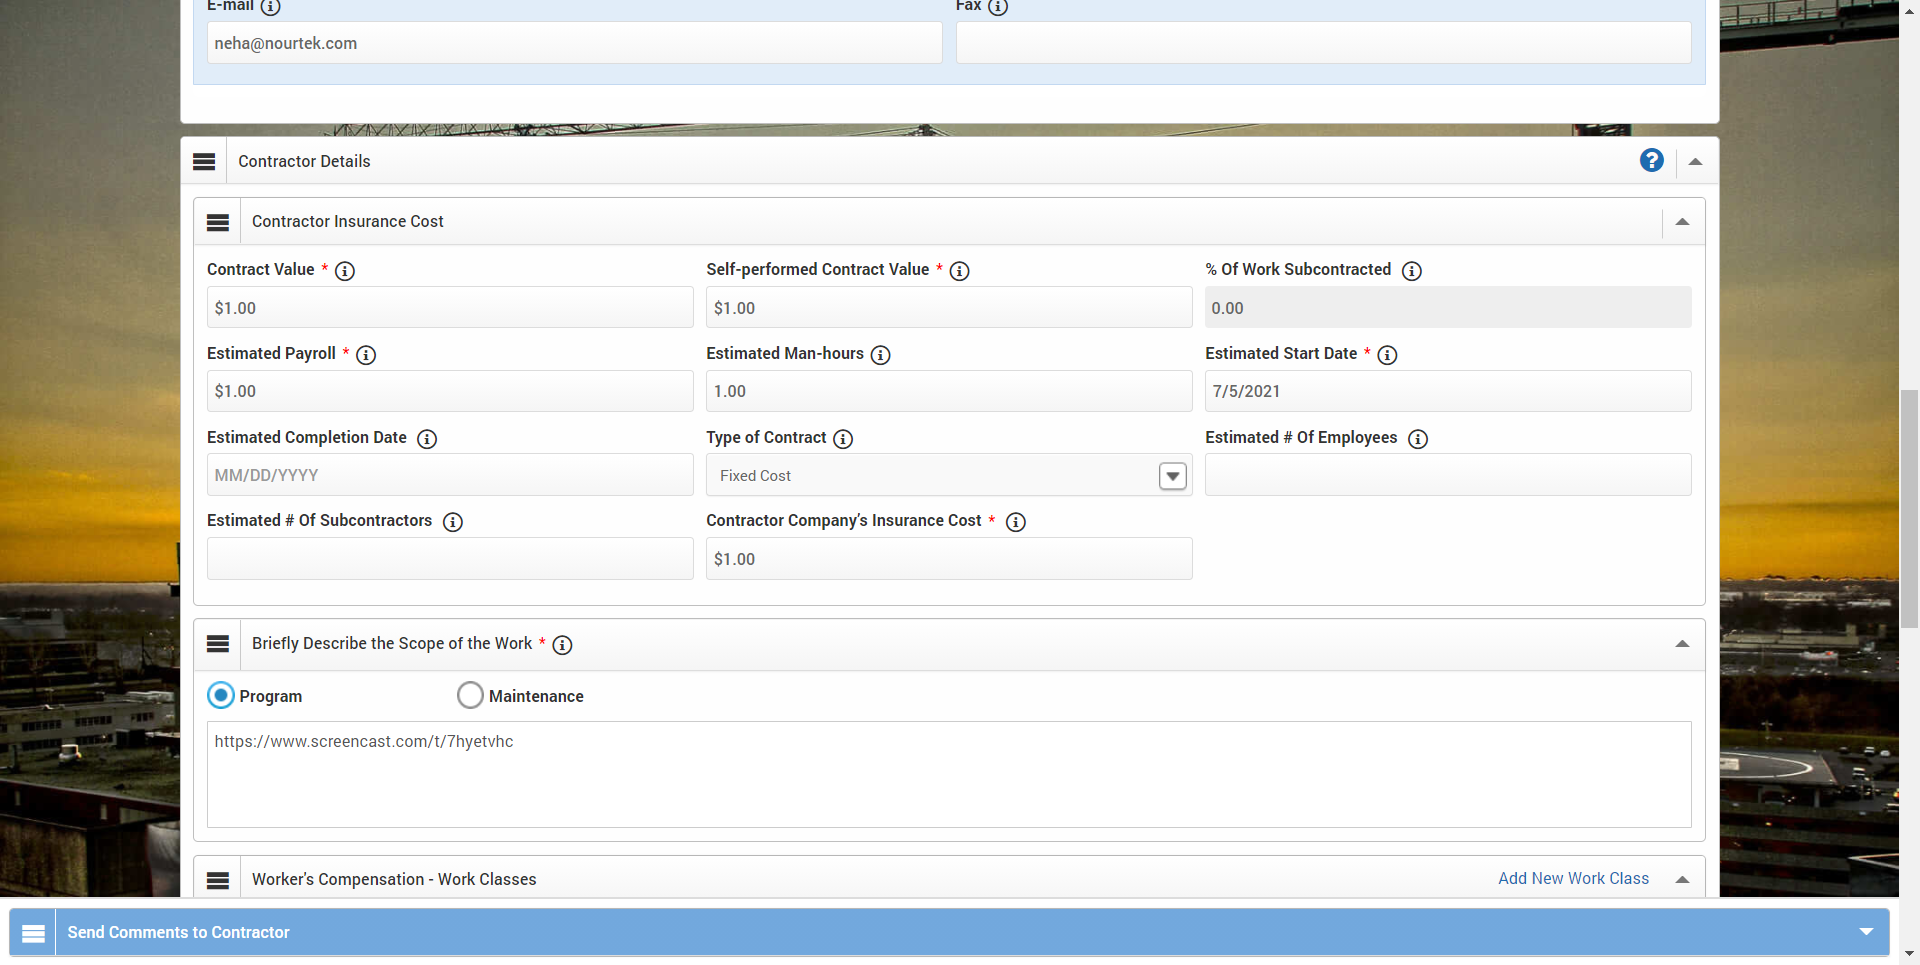 E-mail Fax
neha@nourtek.com
Contractor Details
Contractor Insurance Cost
Contract Value * Self-performed Contract Value * % Of Work Subcontracted
$1.00 $1.00 0.00
Estimated Payroll * Estimated Man-hours Estimated Start Date *
$1.00 1.00 7/5/2021
Estimated Completion Date Type of Contract Estimated # Of Employees
MM/DD/YYYY Fixed Cost
Estimated # Of Subcontractors Contractor Company’s Insurance Cost *
$1.00
Briefly Describe the Scope of the Work *
Program Maintenance
https://www.screencast.com/t/7hyetvhc
Worker's Compensation - Work Classes Add New Work Class
Send Comments to Contractor